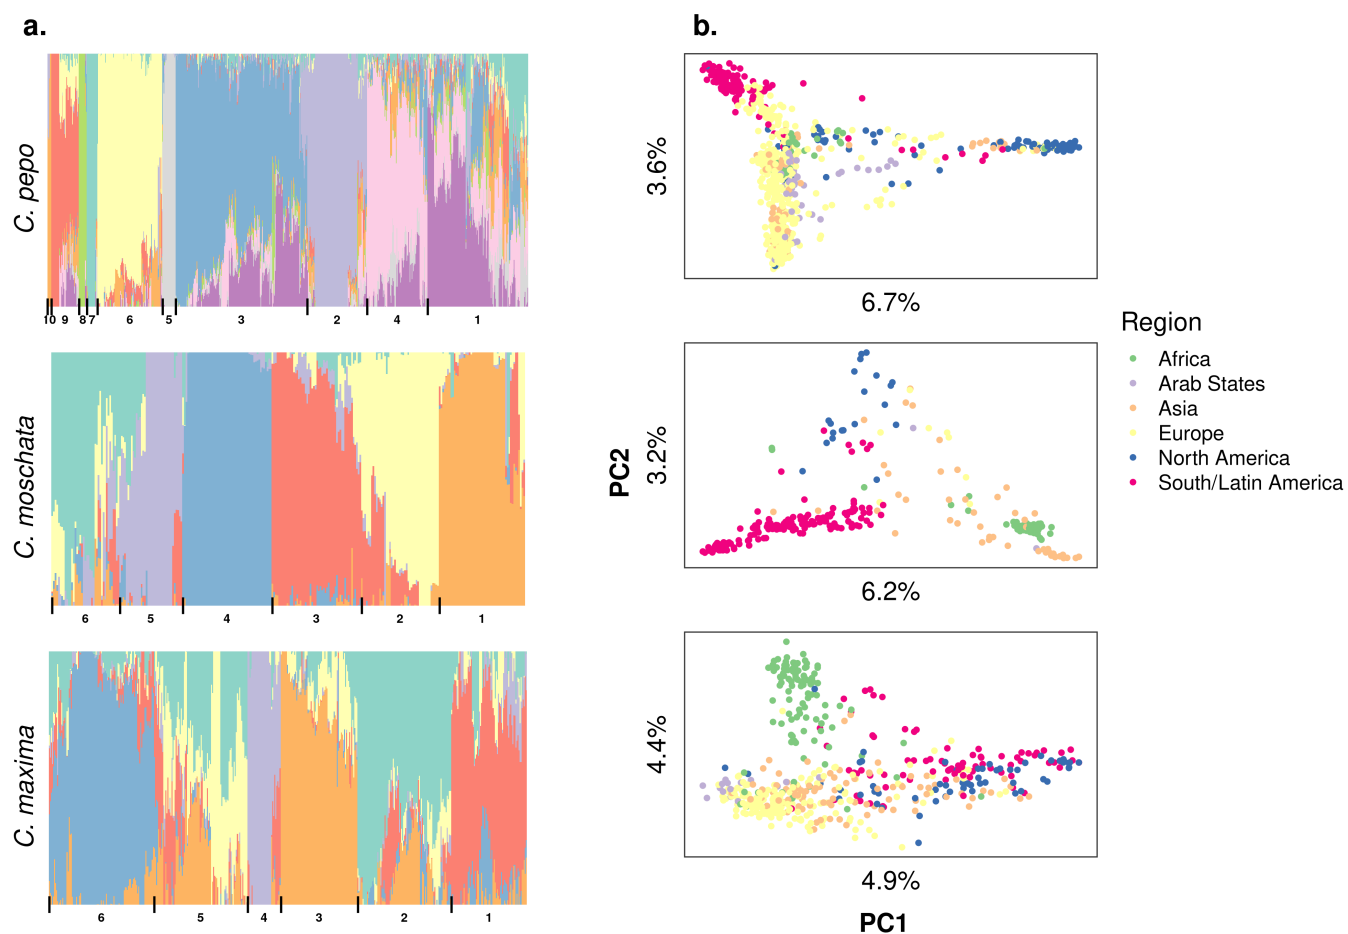 a.
b.
C. pepo
10 9 8 7 6 5 3 2 4 1
3.6%
6.7%
C. moschata
6 5 4 3 2 1
PC2
3.2%
6.2%
C. maxima
6 5 4 3 2 1
4.4%
4.9%
PC1
Region
Africa
Arab States
Asia
Europe
North America
South/Latin America